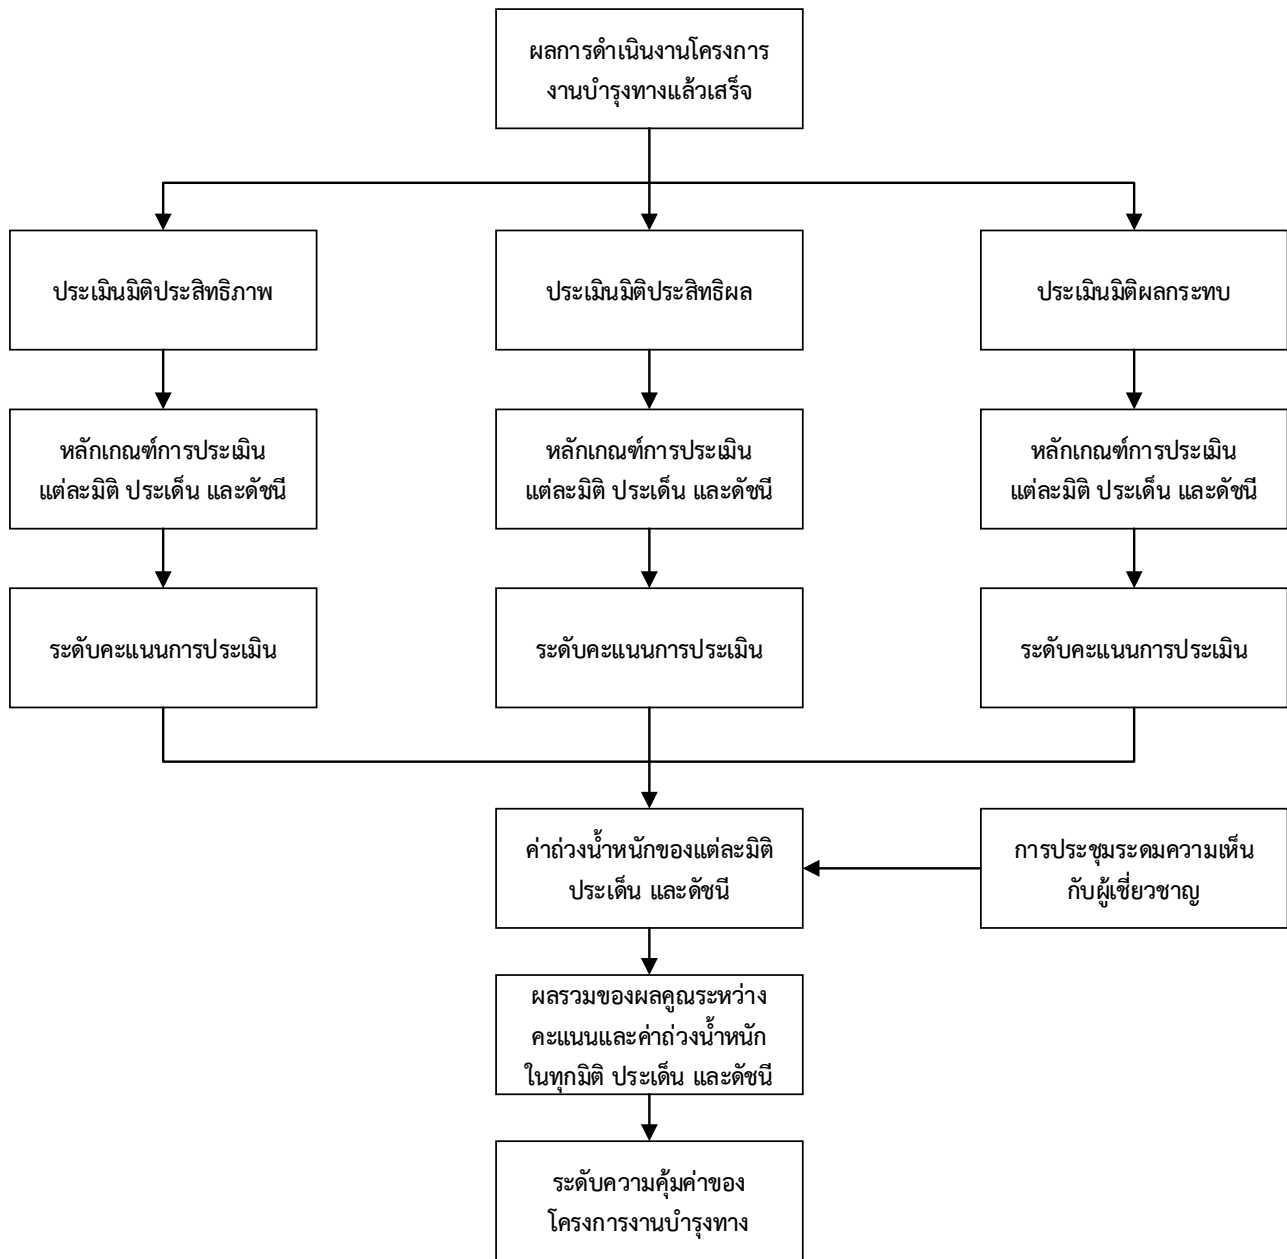 ผลการดำเนินงานโครงการ
งานบำรุงทางแล้วเสร็จ
ประเมินมิติประสิทธิภาพ
ประเมินมิติประสิทธิผล
ประเมินมิติผลกระทบ
หลักเกณฑ์การประเมิน
แต่ละมิติ ประเด็น และดัชนี
หลักเกณฑ์การประเมิน
แต่ละมิติ ประเด็น และดัชนี
หลักเกณฑ์การประเมิน
แต่ละมิติ ประเด็น และดัชนี
ระดับคะแนนการประเมิน
ระดับคะแนนการประเมิน
ระดับคะแนนการประเมิน
ค่าถ่วงน้ำหนักของแต่ละมิติ
ประเด็น และดัชนี
การประชุมระดมความเห็น
กับผู้เชี่ยวชาญ
ผลรวมของผลคูณระหว่าง
คะแนนและค่าถ่วงน้ำหนัก
ในทุกมิติ ประเด็น และดัชนี
ระดับความคุ้มค่าของ
โครงการงานบำรุงทาง